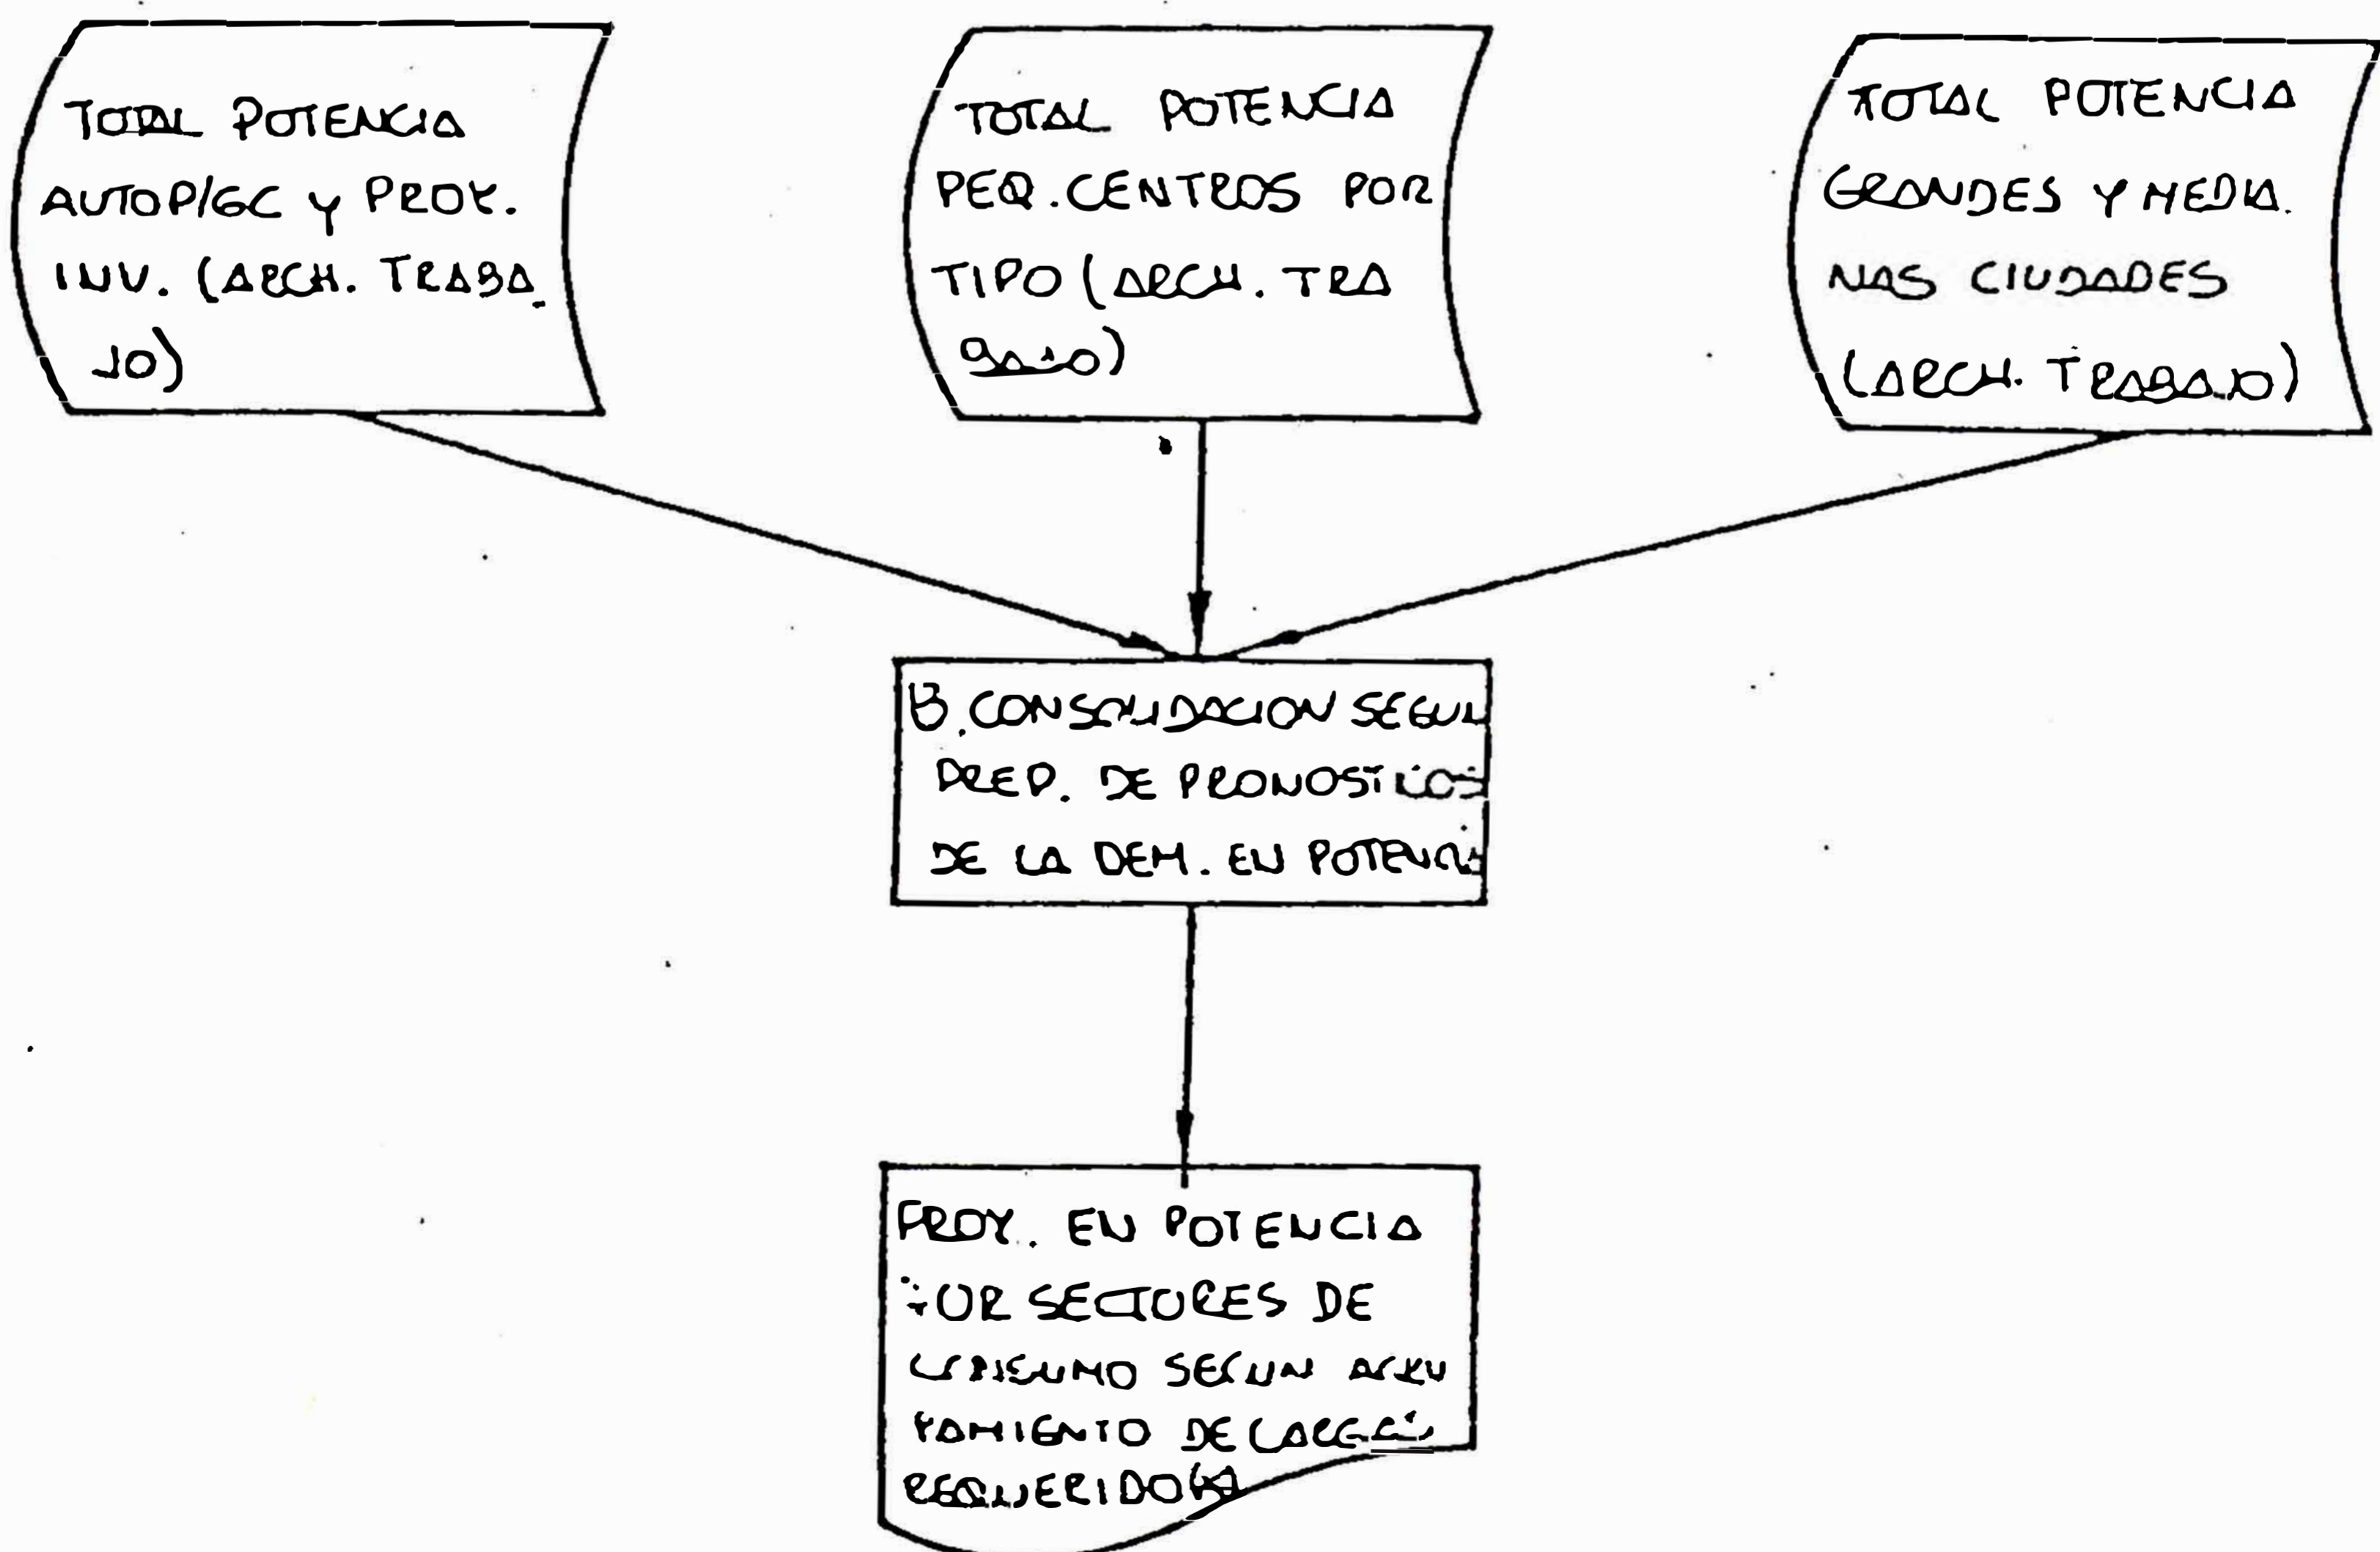 TOTAL POTENCIA
AUTOP/GC Y PROY.
INV. (ARCH. TRABA_
JO)
TOTAL POTENCIA
PEQ. CENTROS POR
TIPO (ARCH. TRA
BAJO)
TOTAL POTENCIA
GRANDES Y MEDIA_
NAS CIUDADES
(ARCH. TRABAJO)
B. CONSOLIDACION SEGUN
PREP. DE PRONOSTICOS
DE LA DEM. EN POTENCIA
PROY. EN POTENCIA
POR SECTORES DE
CONSUMO SEGUN AGRU
PAMIENTO DE CARGAS
REQUERIDO